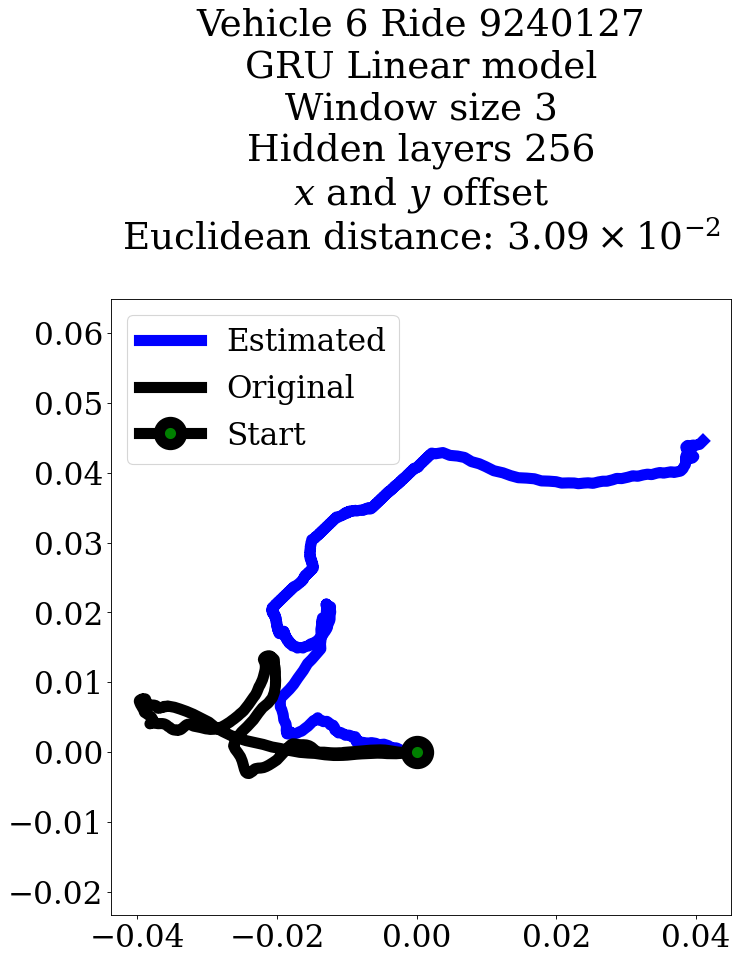 Vehicle 6 Ride 9240127
GRU Linear model
Window size 3
Hidden layers 256
x and y offset
Euclidean distance: 3.09 × 10⁻²
Estimated
Original
Start
0.06
0.05
0.04
0.03
0.02
0.01
0.00
−0.01
−0.02
−0.04 −0.02 0.00 0.02 0.04